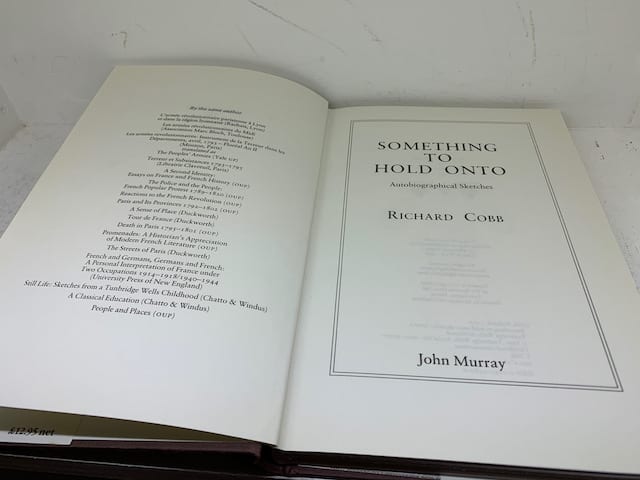 By the same author
L'armée révolutionnaire parisienne à Lyon
et dans la région lyonnaise (Rachais, Lyon)
Les armées révolutionnaires du Midi
(Association Marc Bloch, Toulouse)
Les armées révolutionnaires: Instrument de la Terreur dans les
Départements, avril, 1793 – Floréal An II
(Mouton, Paris)
translated as
The Peoples' Armies (Yale UP)
Terreur et Subsistances 1793–1795
(Librairie Clavreuil, Paris)
A Second Identity:
Essays on France and French History (OUP)
The Police and the People:
French Popular Protest 1789–1820 (OUP)
Reactions to the French Revolution (OUP)
Paris and Its Provinces 1792–1802 (OUP)
A Sense of Place (Duckworth)
Tour de France (Duckworth)
Death in Paris 1795–1801 (OUP)
Promenades: A Historian's Appreciation
of Modern French Literature (OUP)
The Streets of Paris (Duckworth)
French and Germans, Germans and French:
A Personal Interpretation of France under
Two Occupations 1914–1918/1940–1944
(University Press of New England)
Still Life: Sketches from a Tunbridge Wells Childhood (Chatto & Windus)
A Classical Education (Chatto & Windus)
People and Places (OUP)
£12.95 net
SOMETHING
TO
HOLD ONTO
Autobiographical Sketches
RICHARD COBB
John Murray